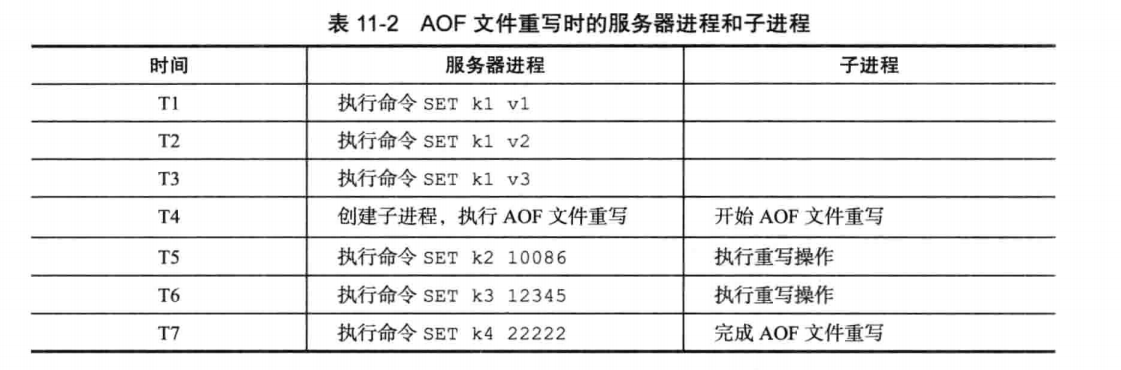 表 11-2 AOF 文件重写时的服务器进程和子进程
时间 服务器进程 子进程
T1 执行命令 SET k1 v1
T2 执行命令 SET k1 v2
T3 执行命令 SET k1 v3
T4 创建子进程，执行 AOF 文件重写 开始 AOF 文件重写
T5 执行命令 SET k2 10086 执行重写操作
T6 执行命令 SET k3 12345 执行重写操作
T7 执行命令 SET k4 22222 完成 AOF 文件重写